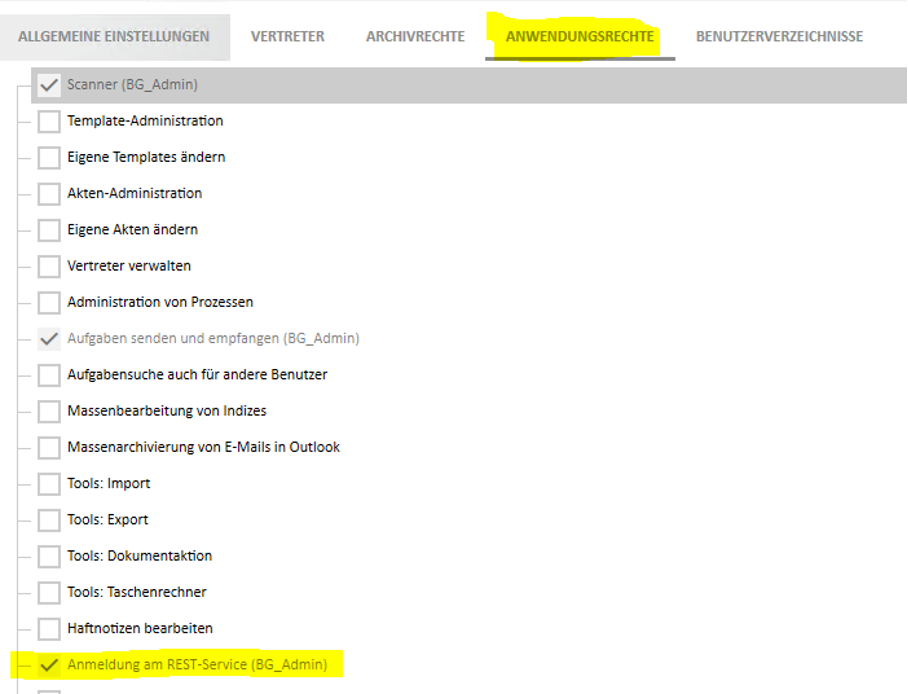 ALLGEMEINE EINSTELLUNGEN VERTRETER ARCHIVRECHTE ANWENDUNGSRECHTE BENUTZERVERZEICHNISSE
Scanner (BG_Admin)
Template-Administration
Eigene Templates ändern
Akten-Administration
Eigene Akten ändern
Vertreter verwalten
Administration von Prozessen
Aufgaben senden und empfangen (BG_Admin)
Aufgabensuche auch für andere Benutzer
Massenbearbeitung von Indizes
Massenarchivierung von E-Mails in Outlook
Tools: Import
Tools: Export
Tools: Dokumentaktion
Tools: Taschenrechner
Haftnotizen bearbeiten
Anmeldung am REST-Service (BG_Admin)